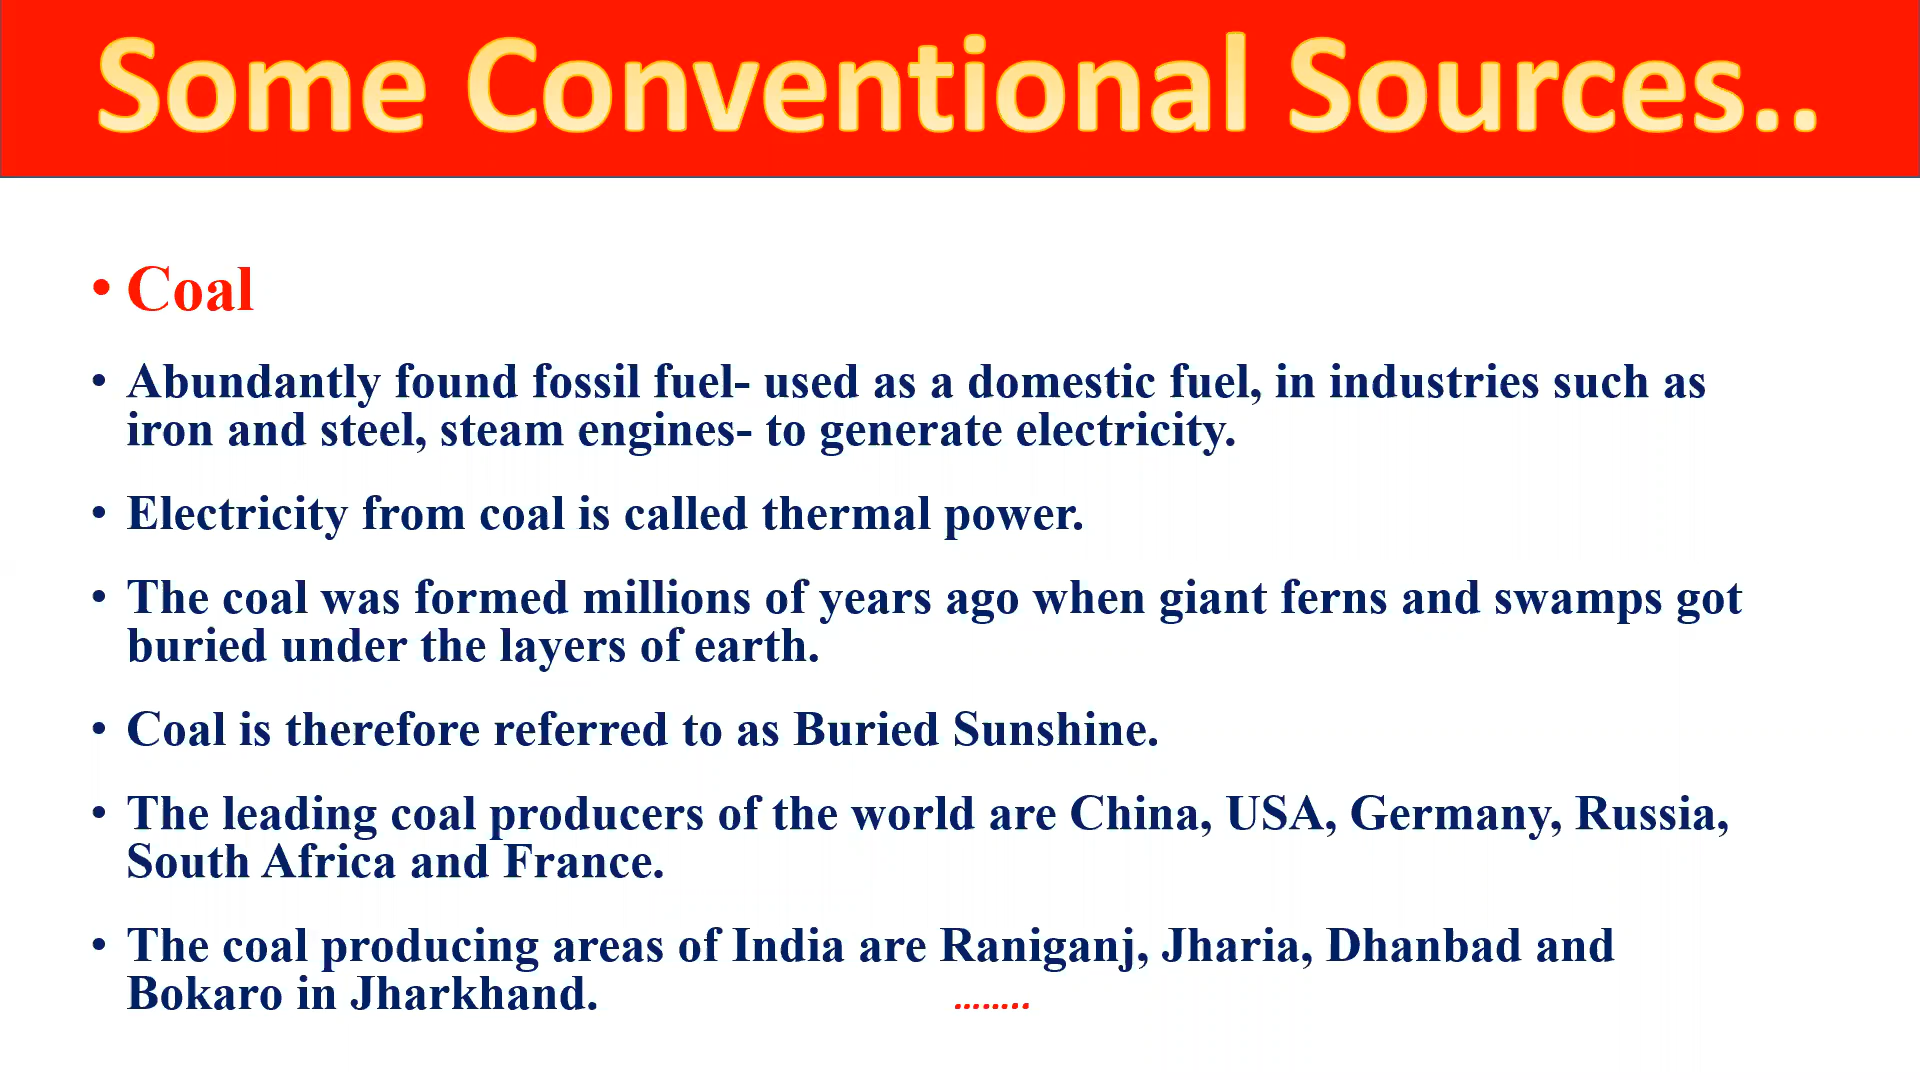 Some Conventional Sources..
• Coal
• Abundantly found fossil fuel- used as a domestic fuel, in industries such as
iron and steel, steam engines- to generate electricity.
• Electricity from coal is called thermal power.
• The coal was formed millions of years ago when giant ferns and swamps got
buried under the layers of earth.
• Coal is therefore referred to as Buried Sunshine.
• The leading coal producers of the world are China, USA, Germany, Russia,
South Africa and France.
• The coal producing areas of India are Raniganj, Jharia, Dhanbad and
Bokaro in Jharkhand. ........